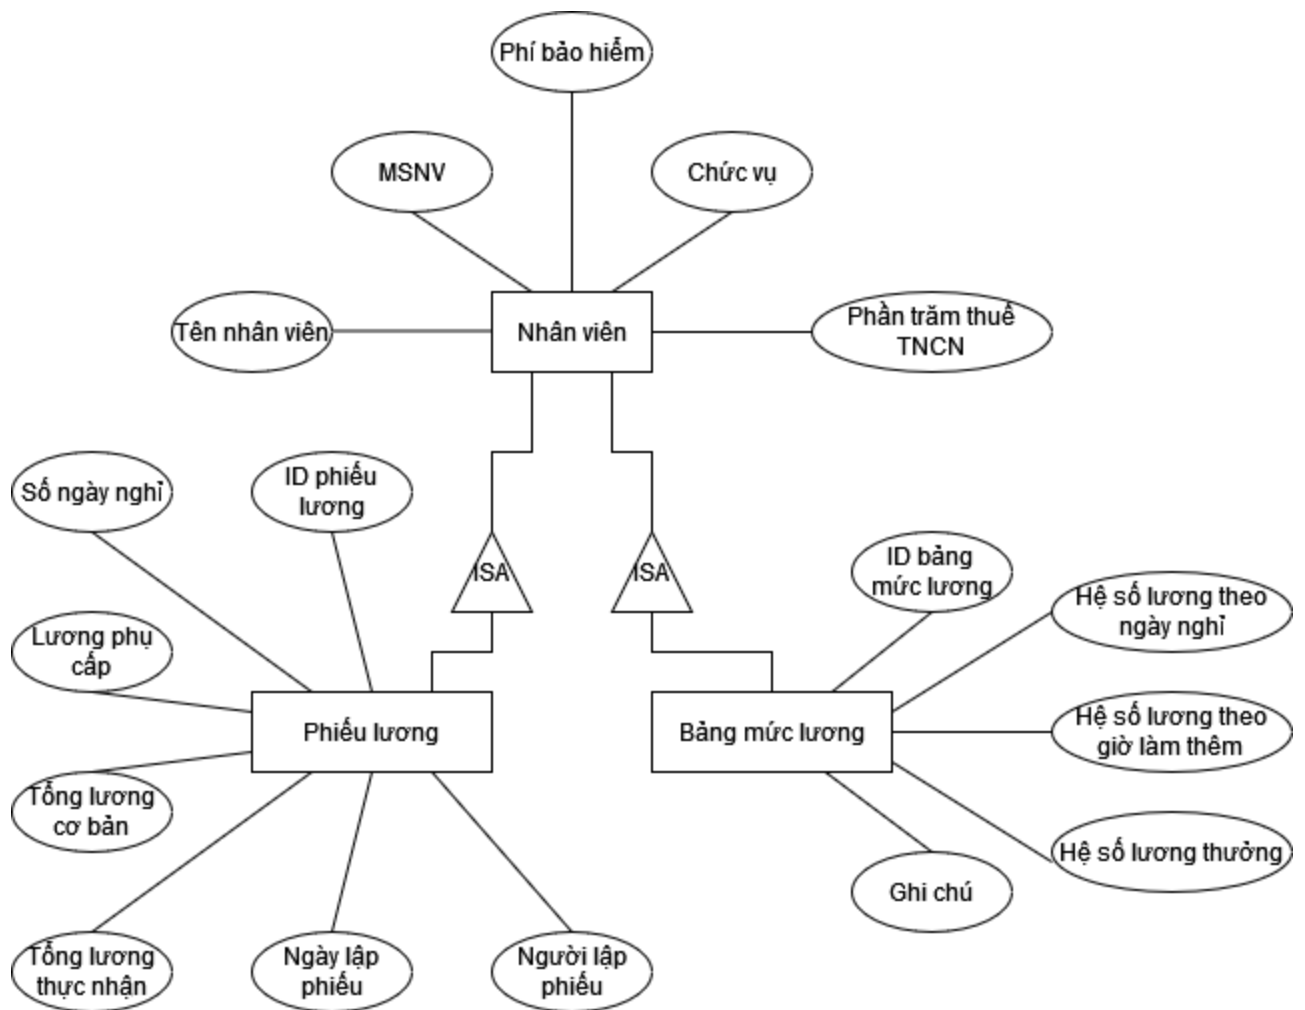 Phí bảo hiểm
MSNV
Chức vụ
Tên nhân viên
Nhân viên
Phần trăm thuế
TNCN
Số ngày nghỉ
ID phiếu
lương
ISA
ISA
ID bảng
mức lương
Hệ số lương theo
ngày nghỉ
Lương phụ
cấp
Phiếu lương
Bảng mức lương
Hệ số lương theo
giờ làm thêm
Tổng lương
cơ bản
Hệ số lương thưởng
Ghi chú
Tổng lương
thực nhận
Ngày lập
phiếu
Người lập
phiếu